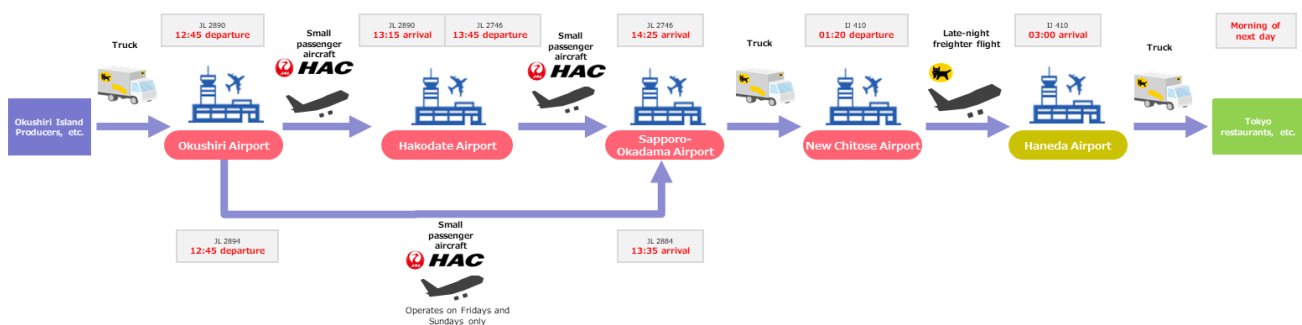 Okushiri Island
Producers, etc.
Truck
JL 2890
12:45 departure
Okushiri Airport
Small
passenger
aircraft
JAL
HAC
JL 2890
13:15 arrival
JL 2746
13:45 departure
Hakodate Airport
Small
passenger
aircraft
JAL
HAC
JL 2746
14:25 arrival
Sapporo-
Okadama Airport
Truck
IJ 410
01:20 departure
New Chitose Airport
Late-night
freighter flight
IJ 410
03:00 arrival
Haneda Airport
Truck
Morning of
next day
Tokyo
restaurants, etc.
JL 2894
12:45 departure
Small
passenger
aircraft
JAL
HAC
Operates on Fridays and
Sundays only
JL 2884
13:35 arrival